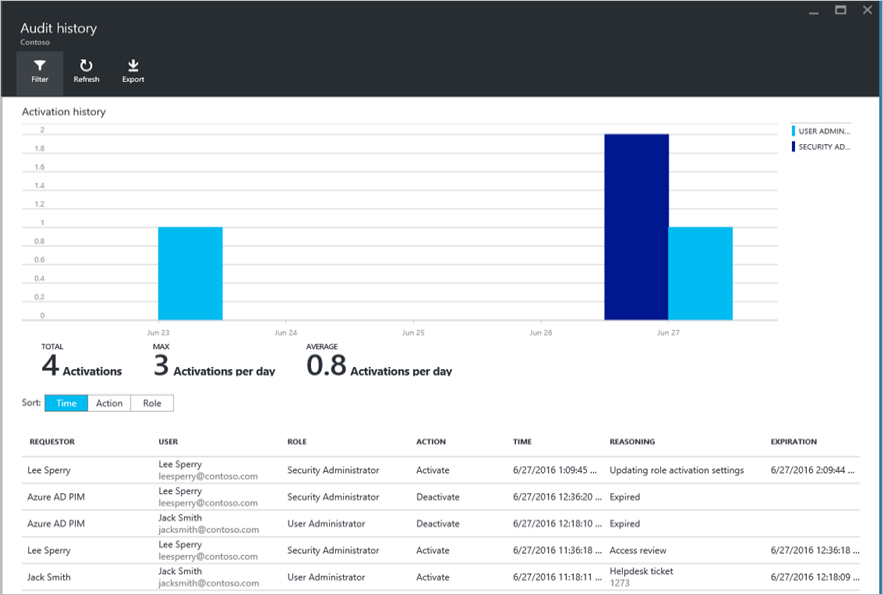 Audit history
Contoso
Filter Refresh Export
Activation history
2
1.8
1.6
1.4
1.2
1
0.8
0.6
0.4
0.2
0
Jun 23 Jun 24 Jun 25 Jun 26 Jun 27
USER ADMIN...
SECURITY AD...
TOTAL MAX AVERAGE
4 Activations 3 Activations per day 0.8 Activations per day
Sort: Time Action Role
REQUESTOR USER ROLE ACTION TIME REASONING EXPIRATION
Lee Sperry Lee Sperry Security Administrator Activate 6/27/2016 1:09:45 ... Updating role activation settings 6/27/2016 2:09:44 ...
leesperry@contoso.com
Azure AD PIM Lee Sperry Security Administrator Deactivate 6/27/2016 12:36:20 ... Expired
leesperry@contoso.com
Azure AD PIM Jack Smith User Administrator Deactivate 6/27/2016 12:18:10 ... Expired
jacksmith@contoso.com
Lee Sperry Lee Sperry Security Administrator Activate 6/27/2016 11:36:18 ... Access review 6/27/2016 12:36:18 ...
leesperry@contoso.com
Jack Smith Jack Smith User Administrator Activate 6/27/2016 11:18:11 ... Helpdesk ticket 6/27/2016 12:18:09 ...
jacksmith@contoso.com 1273